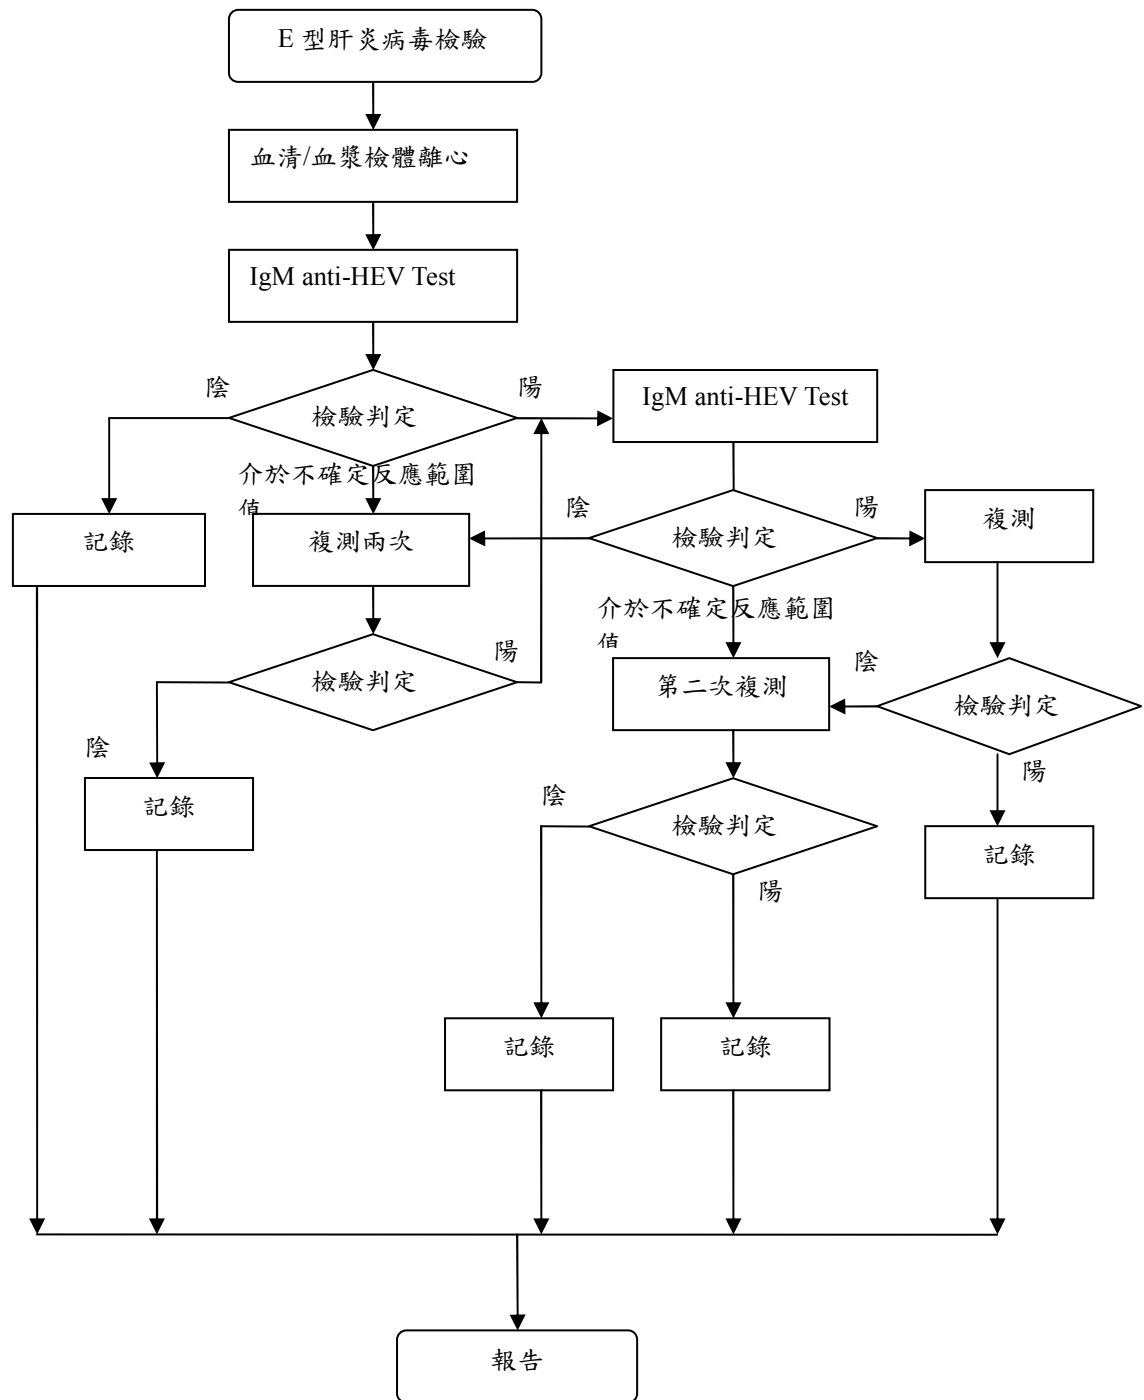 E 型肝炎病毒檢驗
血清/血漿檢體離心
IgM anti-HEV Test
陰
陽
檢驗判定
IgM anti-HEV Test
介於不確定反應範圍
值
記錄
複測兩次
陰
檢驗判定
陽
複測
介於不確定反應範圍
值
陽
檢驗判定
第二次複測
陰
檢驗判定
陰
記錄
陰
檢驗判定
陽
陽
記錄
記錄
記錄
報告